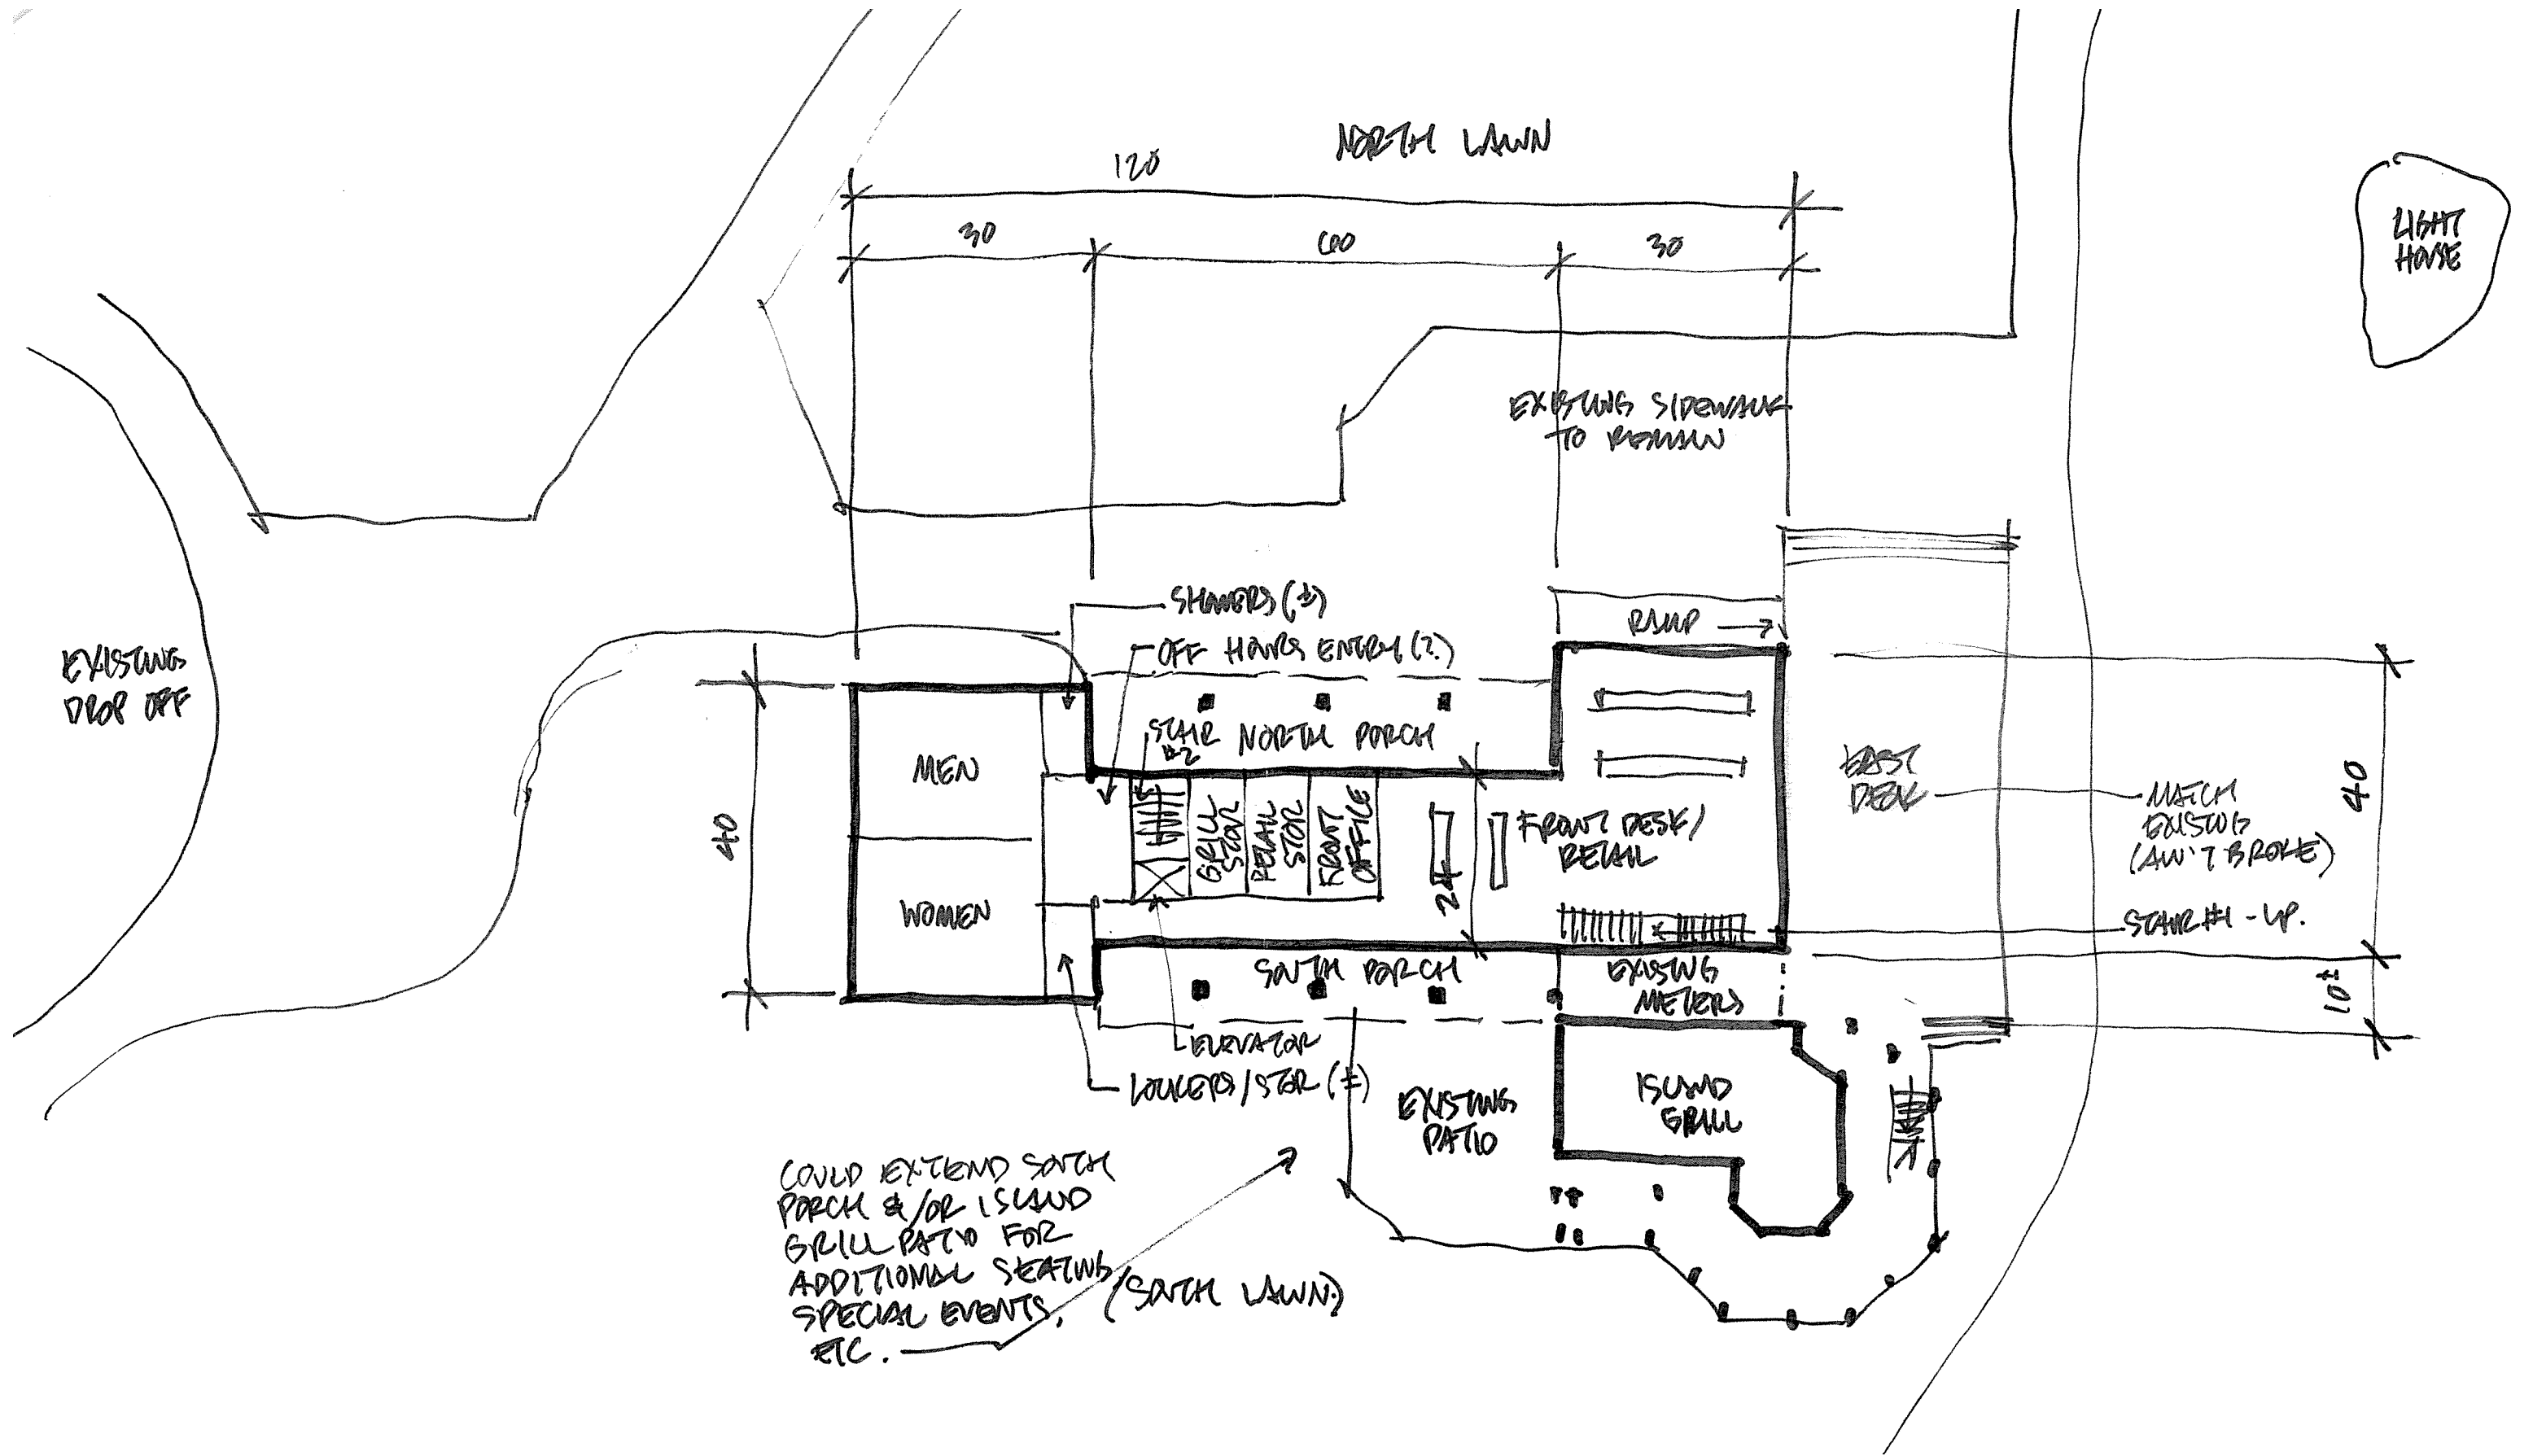 NORTH LAWN
120
30
60
30
LIGHT
HOUSE
EXISTING SIDEWALK
TO REMAIN
SHOWERS (±)
OFF HOURS ENTRY (?)
RAMP
EXISTING
DROP OFF
STAIR
#2
NORTH PORCH
MEN
WOMEN
40
GRILL
STOR
RETAIL
STOR
FRONT
OFFICE
24
FRONT DESK/
RETAIL
EAST
DECK
MATCH
EXISTING
(AIN'T BROKE)
40
STAIR #1 - UP.
SOUTH PORCH
EXISTING
METERS
10±
ELEVATOR
LOCKERS/STOR (±)
EXISTING
PATIO
ISLAND
GRILL
COULD EXTEND SOUTH
PORCH &/OR ISLAND
GRILL PATIO FOR
ADDITIONAL SEATING
SPECIAL EVENTS,
ETC.
(SOUTH LAWN.)